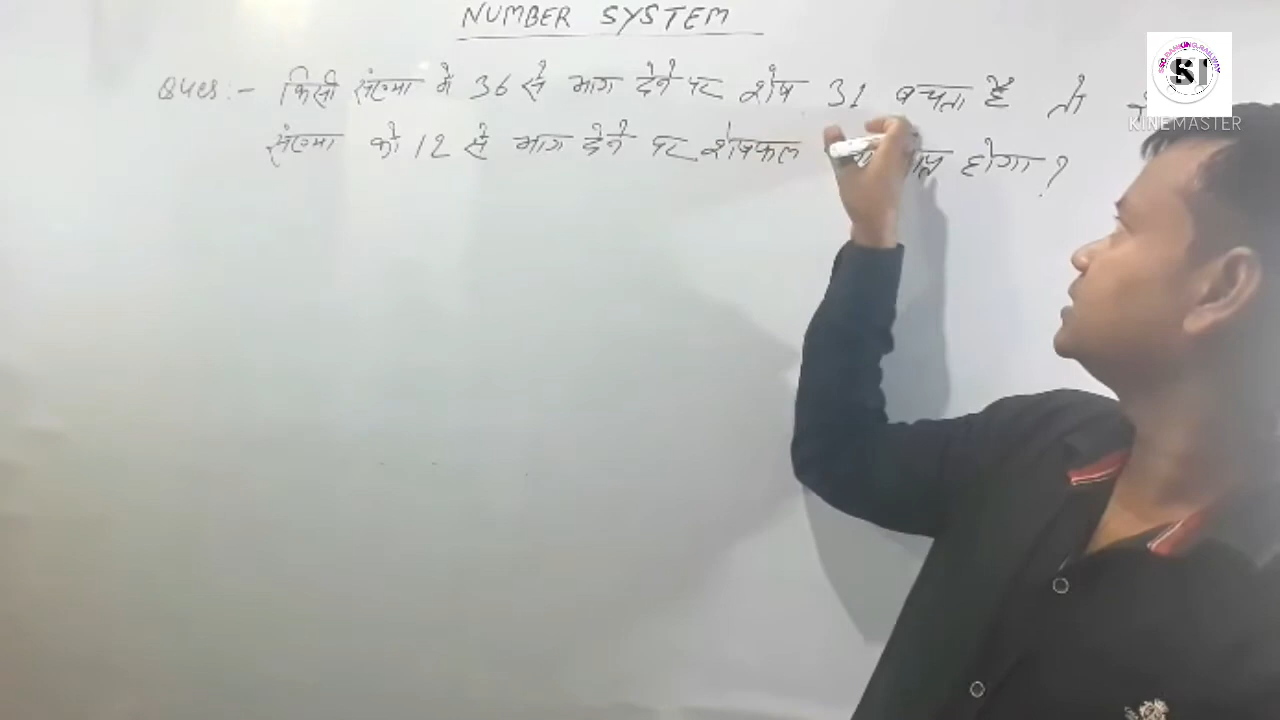 NUMBER SYSTEM
Ques:- किसी संख्या में 36 से भाग देने पर शेष 31 बचता है तो
संख्या को 12 से भाग देने पर शेषफल होगा ?
KINEMASTER